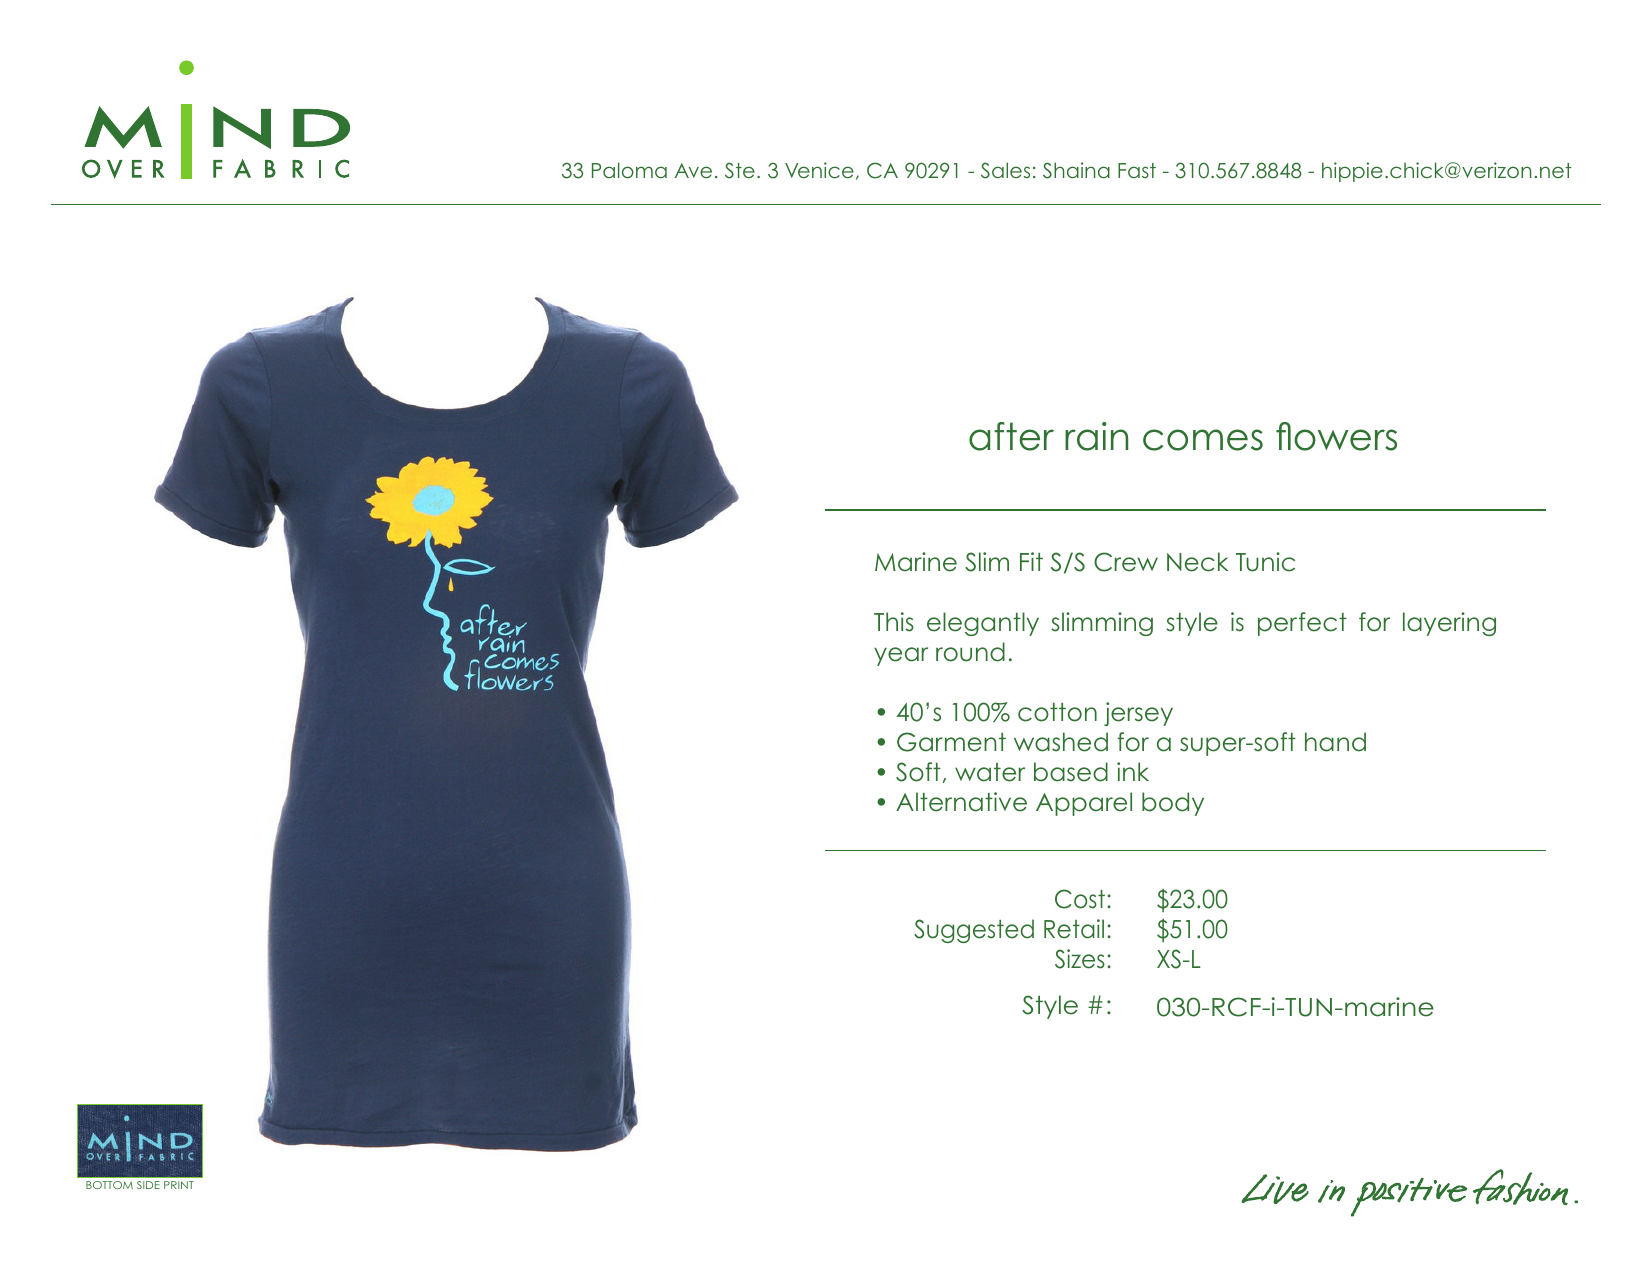 MiND
OVER FABRIC
33 Paloma Ave. Ste. 3 Venice, CA 90291 - Sales: Shaina Fast - 310.567.8848 - hippie.chick@verizon.net
after
rain
comes
flowers
after rain comes flowers
Marine Slim Fit S/S Crew Neck Tunic
This elegantly slimming style is perfect for layering
year round.
• 40’s 100% cotton jersey
• Garment washed for a super-soft hand
• Soft, water based ink
• Alternative Apparel body
Cost: $23.00
Suggested Retail: $51.00
Sizes: XS-L
Style #: 030-RCF-i-TUN-marine
MiND
OVER FABRIC
BOTTOM SIDE PRINT
Live in positive fashion.